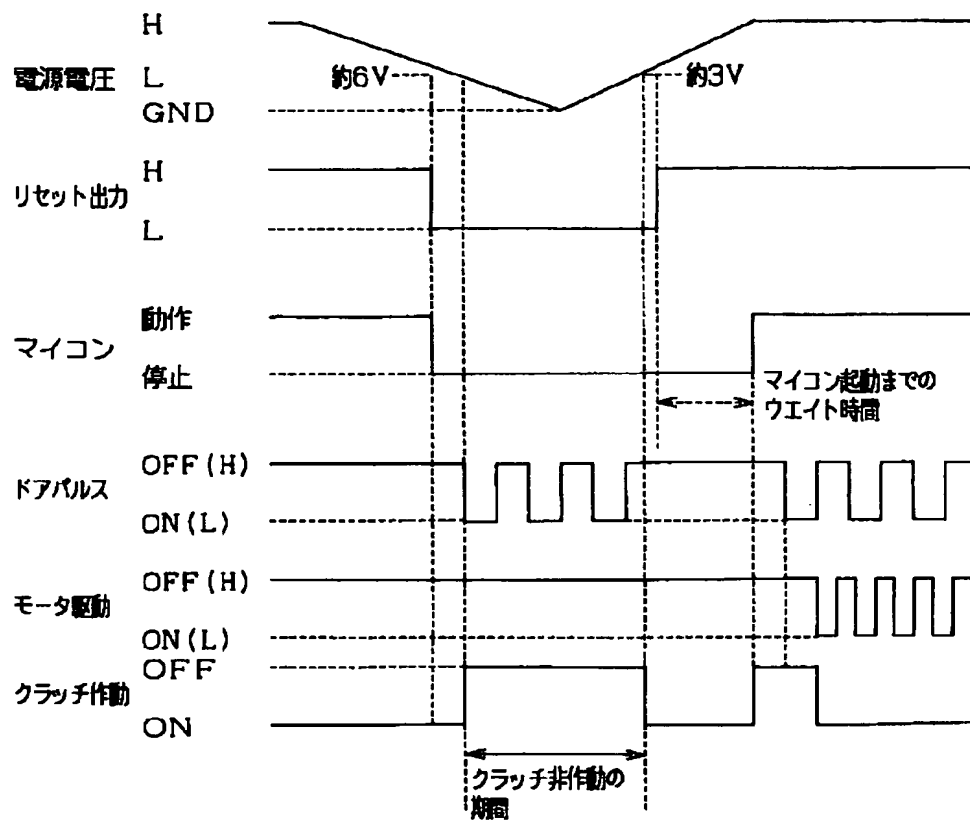 H
電源電圧 L 約6V 約3V
GND
H
リセット出力
L
動作
マイコン
停止
マイコン起動までの
ウエイト時間
OFF(H)
ドアパルス
ON(L)
OFF(H)
モータ駆動
ON(L)
OFF
クラッチ作動
ON
クラッチ非作動の
期間